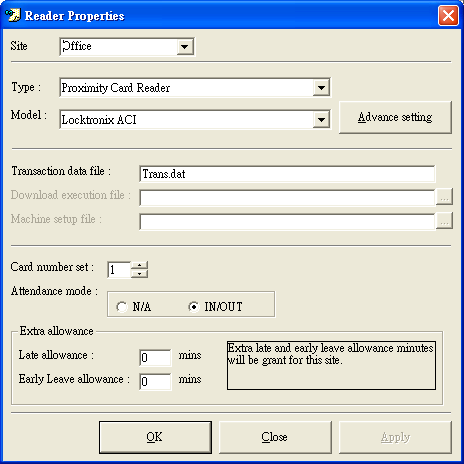 Reader Properties
Site Office
Type : Proximity Card Reader
Model : Locktronix ACI
Advance setting
Transaction data file : Trans.dat
Download execution file : ...
Machine setup file : ...
Card number set : 1
Attendance mode :
N/A IN/OUT
Extra allowance
Late allowance : 0 mins
Early Leave allowance : 0 mins
Extra late and early leave allowance minutes
will be grant for this site.
OK Close Apply